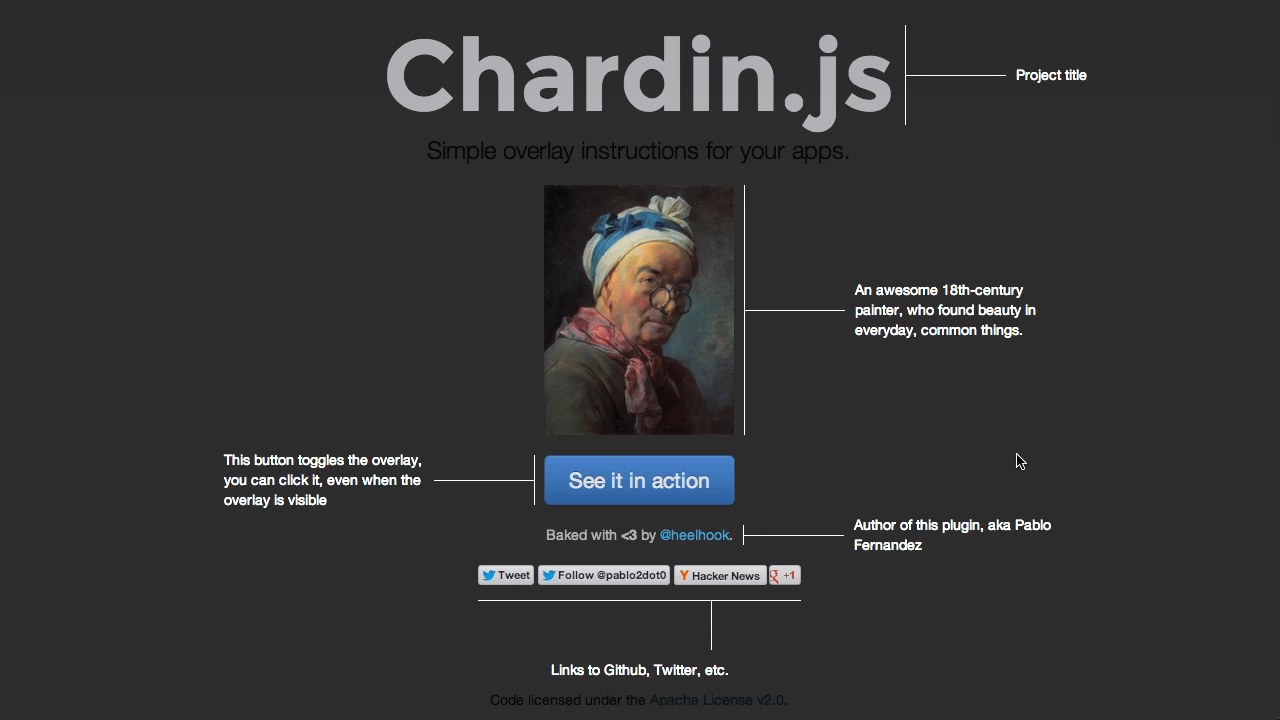 Chardin.js
Project title
Simple overlay instructions for your apps.
An awesome 18th-century
painter, who found beauty in
everyday, common things.
This button toggles the overlay,
you can click it, even when the
overlay is visible
See it in action
Baked with <3 by @heelhook.
Author of this plugin, aka Pablo
Fernandez
Tweet
Follow @pablo2dot0
Y Hacker News
g +1
Links to Github, Twitter, etc.
Code licensed under the Apache License v2.0.